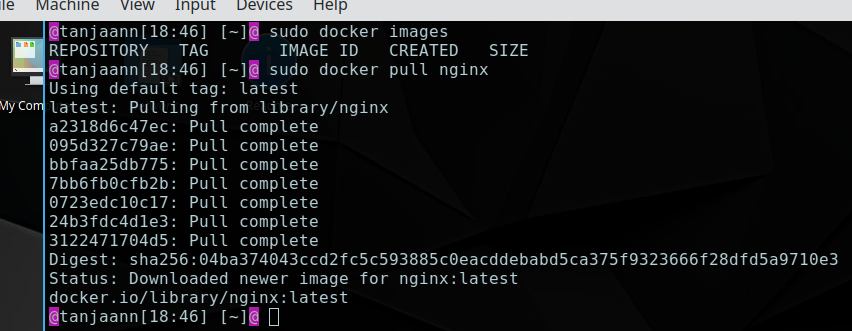 ile Machine View Input Devices Help
@tanjaann[18:46] [~]@ sudo docker images
REPOSITORY TAG IMAGE ID CREATED SIZE
@tanjaann[18:46] [~]@ sudo docker pull nginx
Using default tag: latest
latest: Pulling from library/nginx
My Com
a2318d6c47ec: Pull complete
095d327c79ae: Pull complete
bbfaa25db775: Pull complete
7bb6fb0cfb2b: Pull complete
0723edc10c17: Pull complete
24b3fdc4d1e3: Pull complete
3122471704d5: Pull complete
Digest: sha256:04ba374043ccd2fc5c593885c0eacddebabd5ca375f9323666f28dfd5a9710e3
Status: Downloaded newer image for nginx:latest
docker.io/library/nginx:latest
@tanjaann[18:46] [~]@